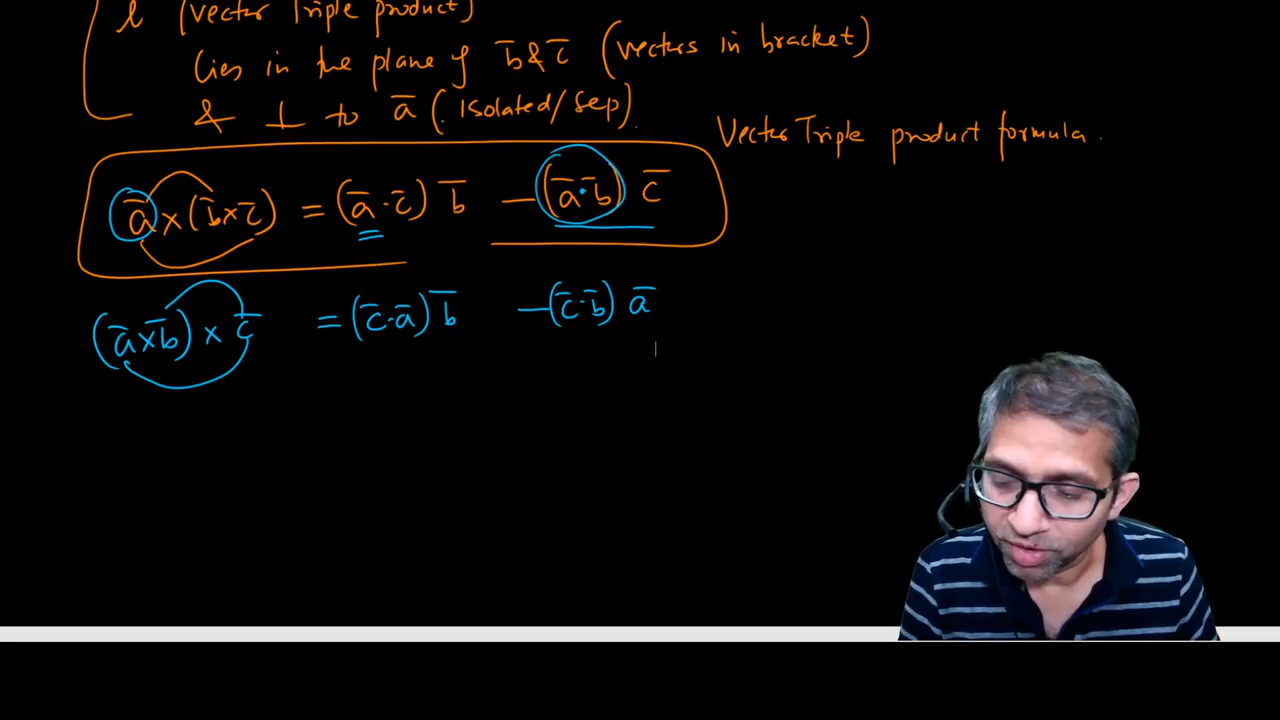 l (vector Triple product)
lies in the plane of b̅ & c̅ (vectors in bracket)
& ⊥ to a̅ (Isolated/sep).
Vector Triple product formula.
a̅ × (b̅ × c̅) = (a̅ · c̅) b̅ – (a̅ · b̅) c̅
(a̅ × b̅) × c̅ = (c̅ · a̅) b̅ – (c̅ · b̅) a̅